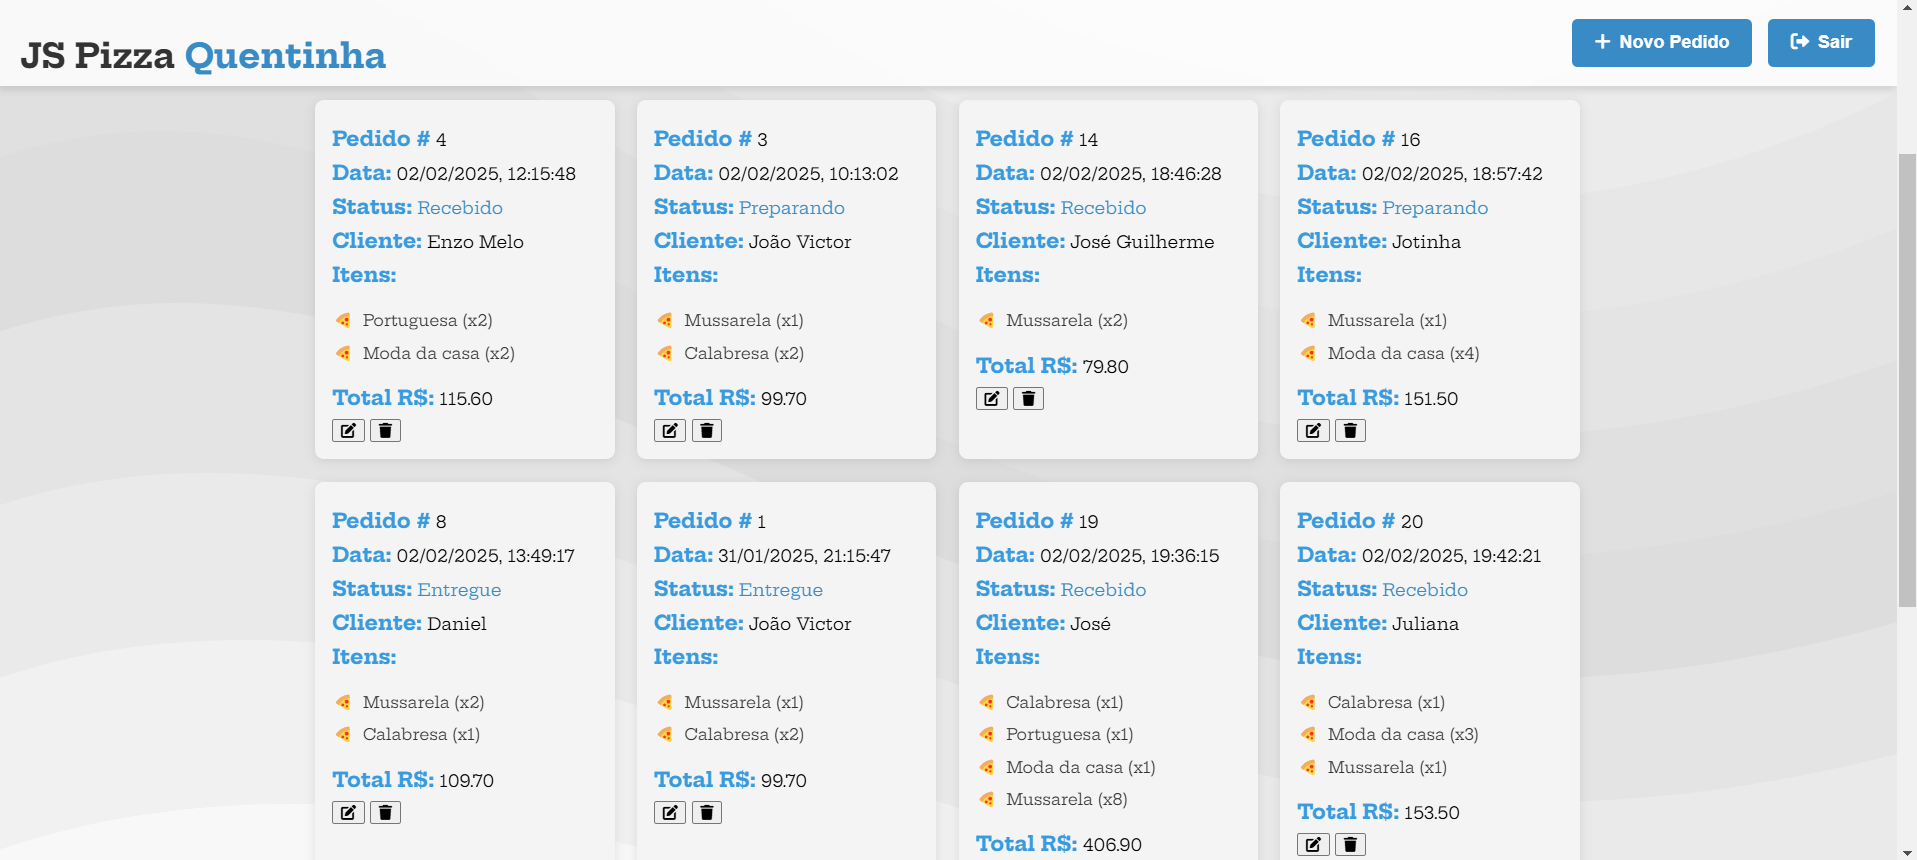 JS Pizza Quentinha
Novo Pedido
Sair
Pedido # 4
Data: 02/02/2025, 12:15:48
Status: Recebido
Cliente: Enzo Melo
Itens:
Portuguesa (x2)
Moda da casa (x2)
Total R$: 115.60
Pedido # 3
Data: 02/02/2025, 10:13:02
Status: Preparando
Cliente: João Victor
Itens:
Mussarela (x1)
Calabresa (x2)
Total R$: 99.70
Pedido # 14
Data: 02/02/2025, 18:46:28
Status: Recebido
Cliente: José Guilherme
Itens:
Mussarela (x2)
Total R$: 79.80
Pedido # 16
Data: 02/02/2025, 18:57:42
Status: Preparando
Cliente: Jotinha
Itens:
Mussarela (x1)
Moda da casa (x4)
Total R$: 151.50
Pedido # 8
Data: 02/02/2025, 13:49:17
Status: Entregue
Cliente: Daniel
Itens:
Mussarela (x2)
Calabresa (x1)
Total R$: 109.70
Pedido # 1
Data: 31/01/2025, 21:15:47
Status: Entregue
Cliente: João Victor
Itens:
Mussarela (x1)
Calabresa (x2)
Total R$: 99.70
Pedido # 19
Data: 02/02/2025, 19:36:15
Status: Recebido
Cliente: José
Itens:
Calabresa (x1)
Portuguesa (x1)
Moda da casa (x1)
Mussarela (x8)
Total R$: 406.90
Pedido # 20
Data: 02/02/2025, 19:42:21
Status: Recebido
Cliente: Juliana
Itens:
Calabresa (x1)
Moda da casa (x3)
Mussarela (x1)
Total R$: 153.50